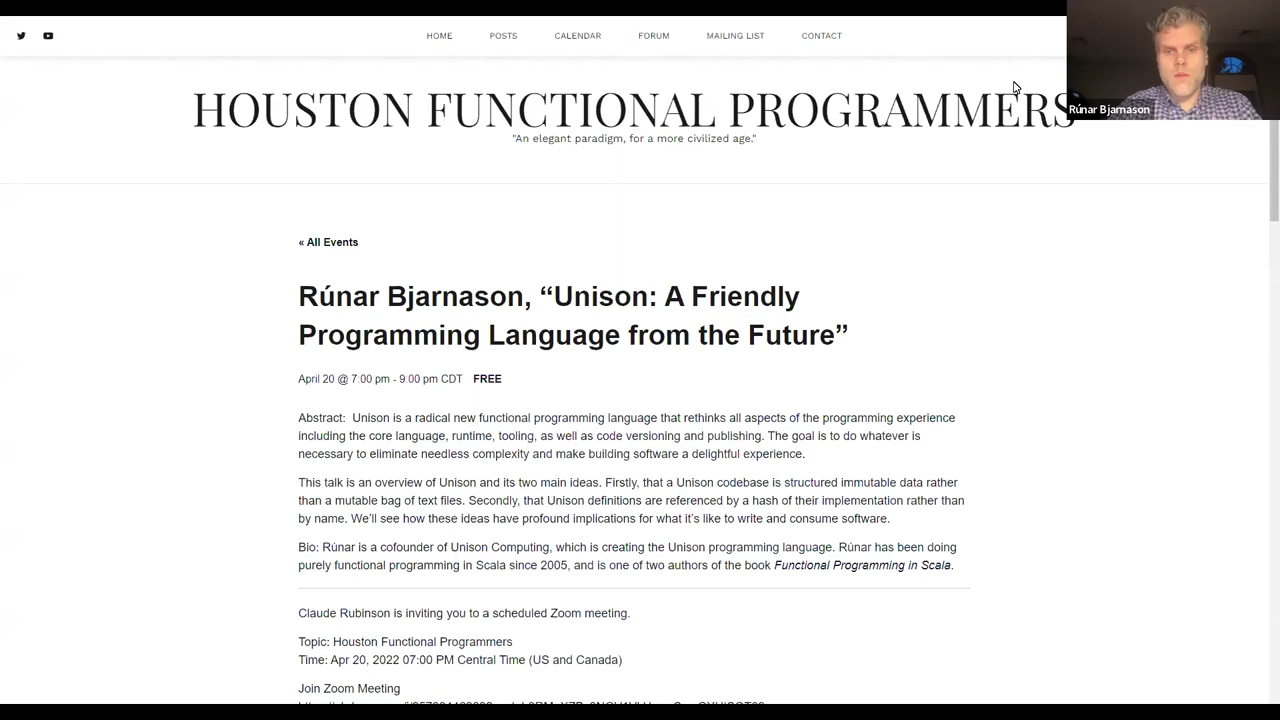 HOME POSTS CALENDAR FORUM MAILING LIST CONTACT
HOUSTON FUNCTIONAL PROGRAMMERS
Rúnar Bjarnason
"An elegant paradigm, for a more civilized age."
« All Events
Rúnar Bjarnason, “Unison: A Friendly
Programming Language from the Future”
April 20 @ 7:00 pm - 9:00 pm CDT FREE
Abstract: Unison is a radical new functional programming language that rethinks all aspects of the programming experience
including the core language, runtime, tooling, as well as code versioning and publishing. The goal is to do whatever is
necessary to eliminate needless complexity and make building software a delightful experience.
This talk is an overview of Unison and its two main ideas. Firstly, that a Unison codebase is structured immutable data rather
than a mutable bag of text files. Secondly, that Unison definitions are referenced by a hash of their implementation rather than
by name. We’ll see how these ideas have profound implications for what it’s like to write and consume software.
Bio: Rúnar is a cofounder of Unison Computing, which is creating the Unison programming language. Rúnar has been doing
purely functional programming in Scala since 2005, and is one of two authors of the book Functional Programming in Scala.
Claude Rubinson is inviting you to a scheduled Zoom meeting.
Topic: Houston Functional Programmers
Time: Apr 20, 2022 07:00 PM Central Time (US and Canada)
Join Zoom Meeting